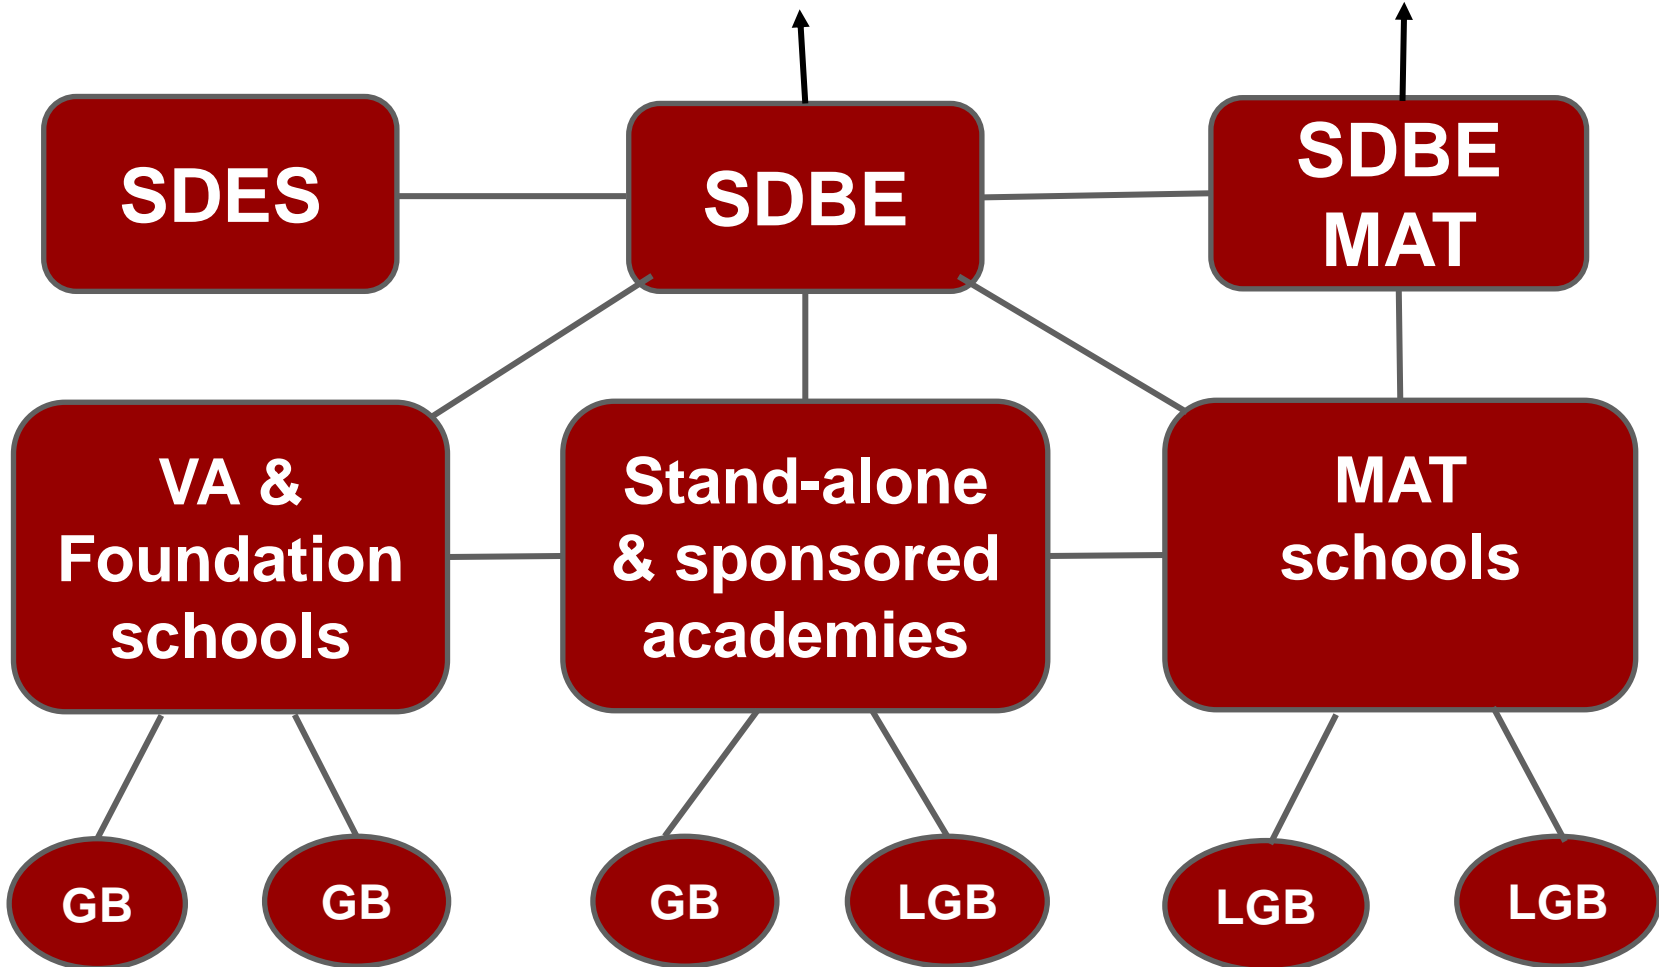 SDES
SDBE
SDBE
MAT
VA &
Foundation
schools
Stand-alone
& sponsored
academies
MAT
schools
GB
GB
GB
LGB
LGB
LGB